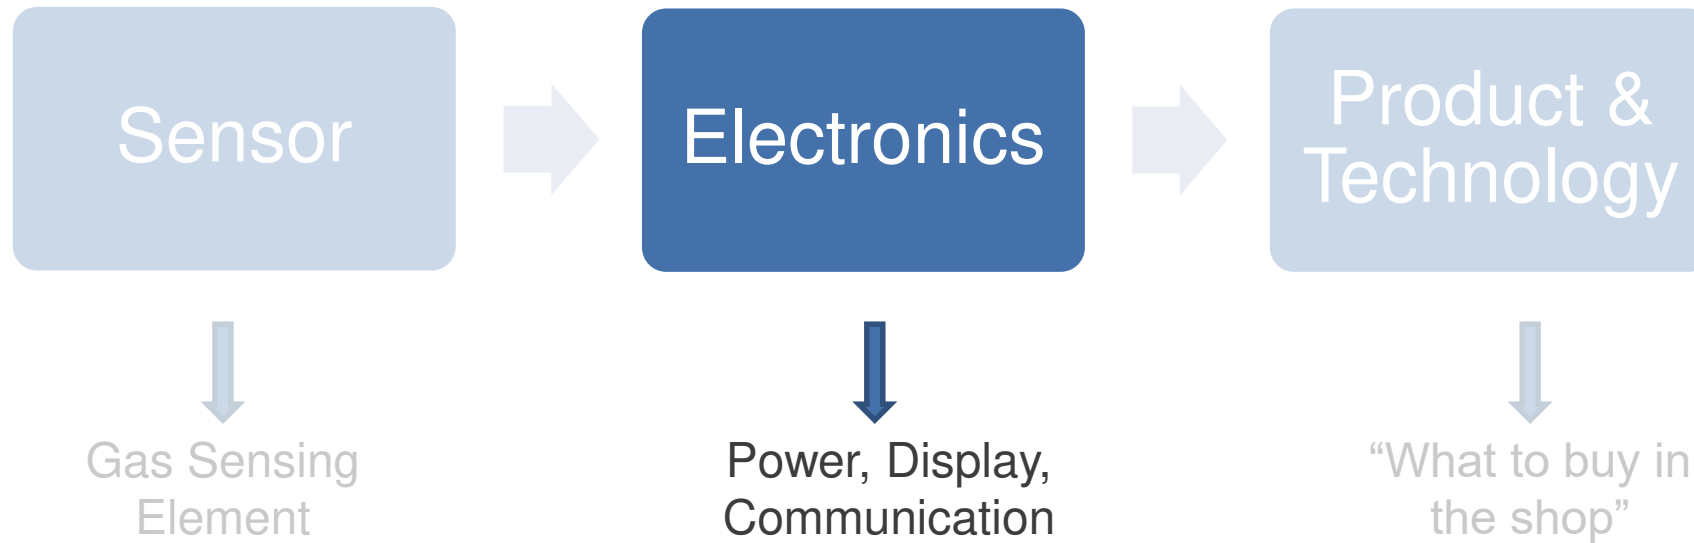 Sensor
Electronics
Product &
Technology
Gas Sensing
Element
Power, Display,
Communication
“What to buy in
the shop”